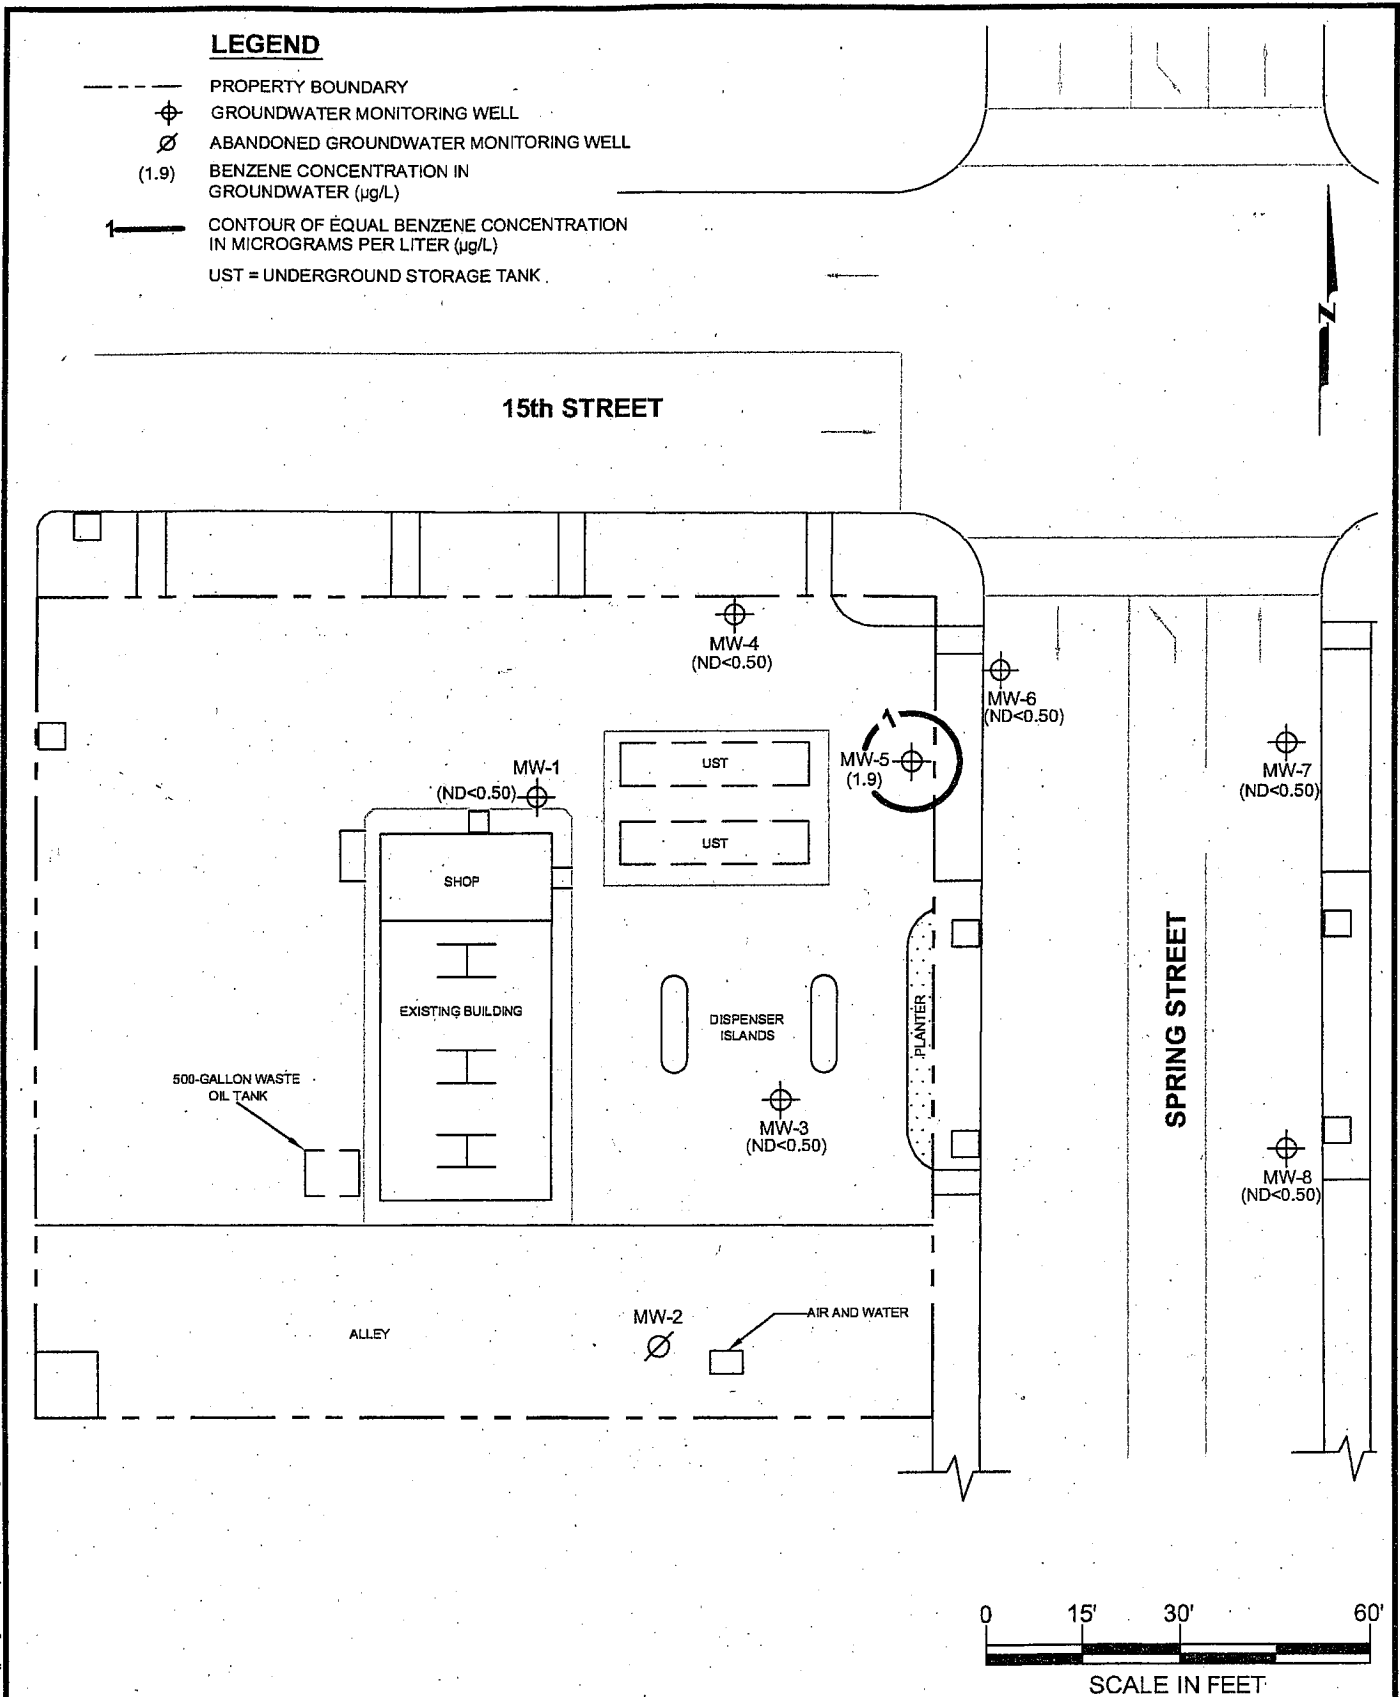 LEGEND
PROPERTY BOUNDARY
GROUNDWATER MONITORING WELL
ABANDONED GROUNDWATER MONITORING WELL
(1.9) BENZENE CONCENTRATION IN
GROUNDWATER (µg/L)
1 CONTOUR OF EQUAL BENZENE CONCENTRATION
IN MICROGRAMS PER LITER (µg/L)
UST = UNDERGROUND STORAGE TANK
N
15th STREET
MW-4
(ND<0.50)
MW-6
(ND<0.50)
1
MW-5
(1.9)
MW-7
(ND<0.50)
MW-1
(ND<0.50)
UST
UST
SHOP
EXISTING BUILDING
DISPENSER
ISLANDS
PLANTER
SPRING STREET
500-GALLON WASTE
OIL TANK
MW-3
(ND<0.50)
MW-8
(ND<0.50)
MW-2
AIR AND WATER
ALLEY
0 15' 30' 60'
SCALE IN FEET